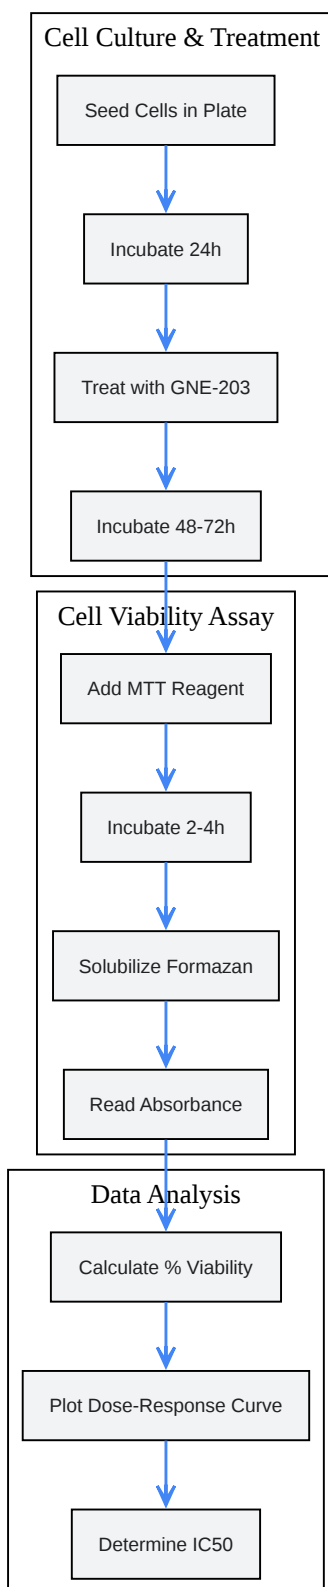 Cell Culture & Treatment
Seed Cells in Plate
Incubate 24h
Treat with GNE-203
Incubate 48-72h
Cell Viability Assay
Add MTT Reagent
Incubate 2-4h
Solubilize Formazan
Read Absorbance
Data Analysis
Calculate % Viability
Plot Dose-Response Curve
Determine IC50